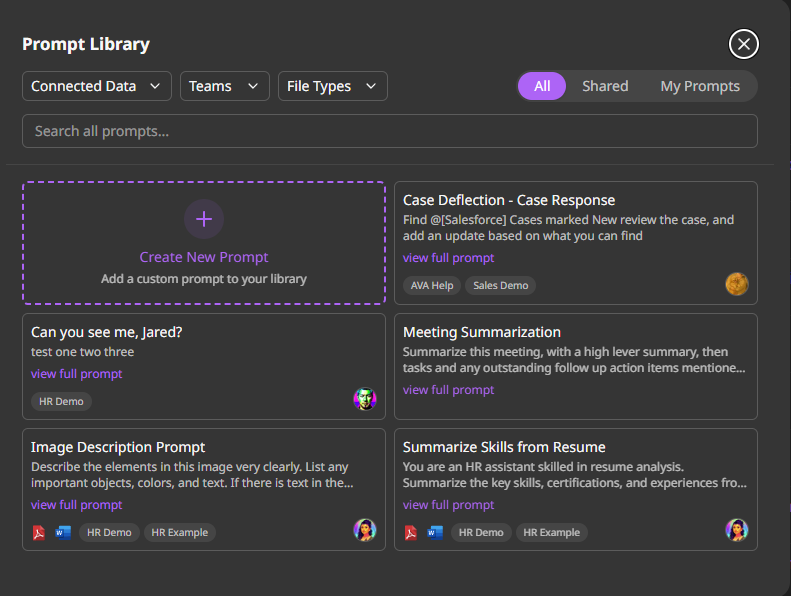 Prompt Library
Connected Data
Teams
File Types
All
Shared
My Prompts
Search all prompts...
Create New Prompt
Add a custom prompt to your library
Case Deflection - Case Response
Find @[Salesforce] Cases marked New review the case, and
add an update based on what you can find
view full prompt
AVA Help
Sales Demo
Can you see me, Jared?
test one two three
view full prompt
HR Demo
Meeting Summarization
Summarize this meeting, with a high lever summary, then
tasks and any outstanding follow up action items mentione...
view full prompt
Image Description Prompt
Describe the elements in this image very clearly. List any
important objects, colors, and text. If there is text in the...
view full prompt
HR Demo
HR Example
Summarize Skills from Resume
You are an HR assistant skilled in resume analysis.
Summarize the key skills, certifications, and experiences fro...
view full prompt
HR Demo
HR Example